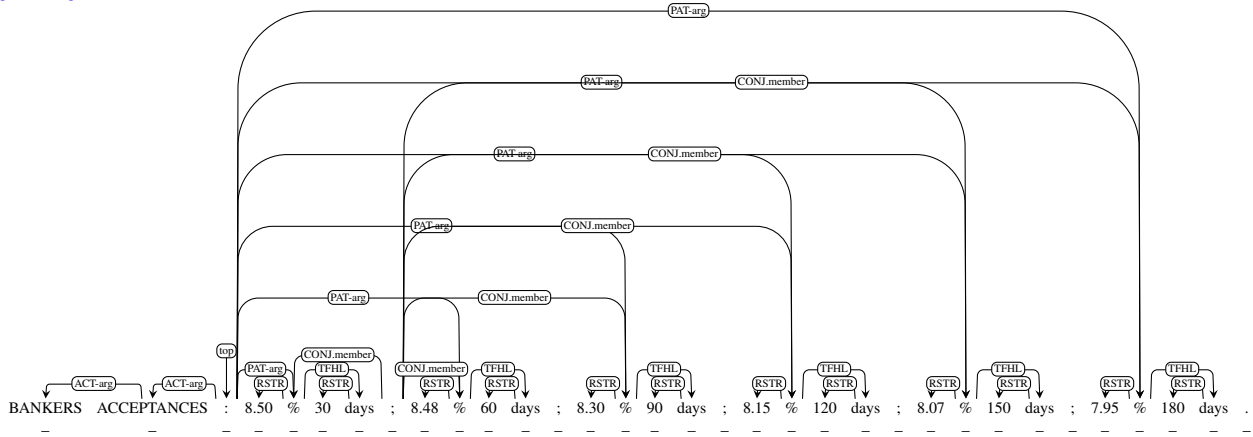 PAT-arg
PAT-arg CONJ.member
PAT-arg CONJ.member
PAT-arg CONJ.member
PAT-arg CONJ.member
top
CONJ.member
PAT-arg TFHL CONJ.member TFHL TFHL TFHL TFHL TFHL
ACT-arg ACT-arg RSTR RSTR RSTR RSTR RSTR RSTR RSTR RSTR RSTR RSTR RSTR RSTR
BANKERS ACCEPTANCES : 8.50 % 30 days ; 8.48 % 60 days ; 8.30 % 90 days ; 8.15 % 120 days ; 8.07 % 150 days ; 7.95 % 180 days .
_ _ _ _ _ _ _ _ _ _ _ _ _ _ _ _ _ _ _ _ _ _ _ _ _ _ _ _ _ _ _ _ _